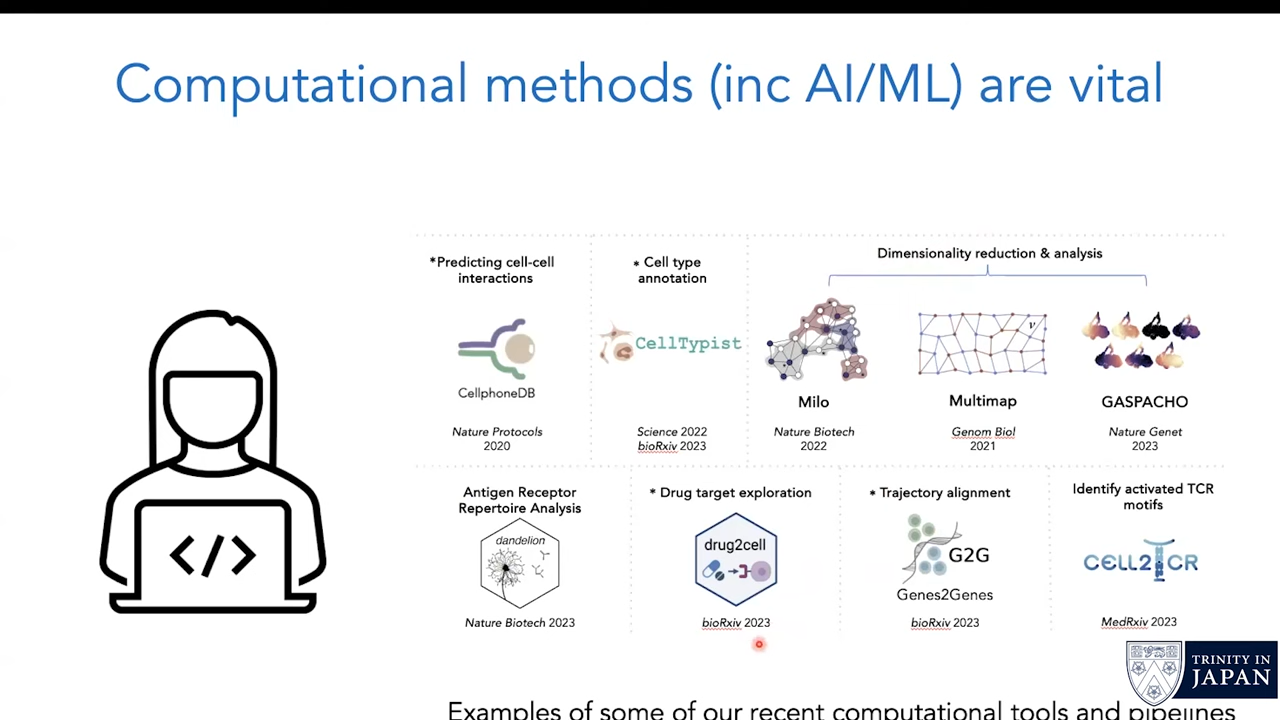 Computational methods (inc AI/ML) are vital
*Predicting cell-cell
interactions
CellphoneDB
Nature Protocols
2020
* Cell type
annotation
CellTypist
Science 2022
bioRxiv 2023
Dimensionality reduction & analysis
Milo
Nature Biotech
2022
ν
Multimap
Genom Biol
2021
GASPACHO
Nature Genet
2023
Antigen Receptor
Repertoire Analysis
dandelion
Nature Biotech 2023
* Drug target exploration
drug2cell
bioRxiv 2023
* Trajectory alignment
G2G
Genes2Genes
bioRxiv 2023
Identify activated TCR
motifs
CELL2TCR
MedRxiv 2023
</>
TRINITY IN
JAPAN
Examples of some of our recent computational tools and pipelines